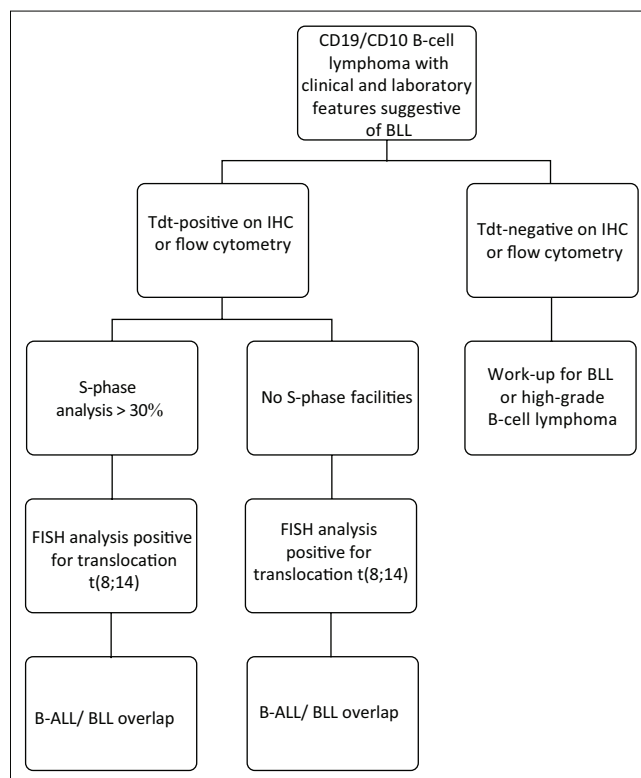 CD19/CD10 B-cell
lymphoma with
clinical and laboratory
features suggestive
of BLL
Tdt-positive on IHC
or flow cytometry
Tdt-negative on IHC
or flow cytometry
S-phase
analysis > 30%
No S-phase facilities
Work-up for BLL
or high-grade
B-cell lymphoma
FISH analysis positive
for translocation
t(8;14)
FISH analysis
positive for
translocation t(8;14)
B-ALL/ BLL overlap
B-ALL/ BLL overlap